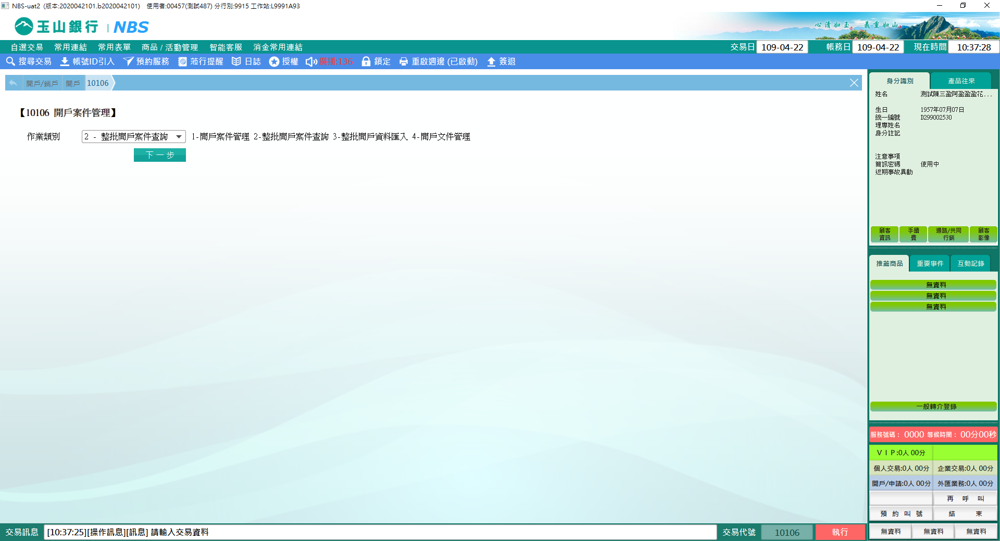 NBS-uat2 (版本:2020042101.b2020042101) 使用者:00457(測試487) 分行別:9915 工作站:L9991A93
玉山銀行 | NBS
心清如玉 義重如山
自選交易 常用連結 常用表單 商品 / 活動管理 智能客服 消金常用連結 交易日 109-04-22 帳務日 109-04-22 現在時間 10:37:28
搜尋交易 帳號ID引入 預約服務 蒞行提醒 日誌 授權 廣播:136 鎖定 重啟週邊 (已啟動) 簽退
開戶/銷戶 開戶 10106
【10106 開戶案件管理】
作業類別 2 - 整批開戶案件查詢 1-開戶案件管理 2-整批開戶案件查詢 3-整批開戶資料匯入 4-開戶文件管理
下一步
身分識別 產品往來
姓名 測試陳三盈阿盈盈盈花...
生日 1957年07月07日
統一編號 D299002530
理專姓名
身分註記
注意事項
簡訊密碼 使用中
近期事故異動
顧客資訊 手續費 通路/共同行銷 顧客影像
推薦商品 重要事件 互動記錄
無資料
無資料
無資料
一般轉介登錄
服務號碼： 0000 等候時間： 00分00秒
ＶＩＰ:0人 00分
個人交易:0人 00分 企業交易:0人 00分
開戶/申請:0人 00分 外匯業務:0人 00分
再 呼 叫
預 約 叫 號 結 束
無資料 無資料 無資料
交易訊息 [10:37:25][操作訊息][訊息] 請輸入交易資料 交易代號 10106 執行